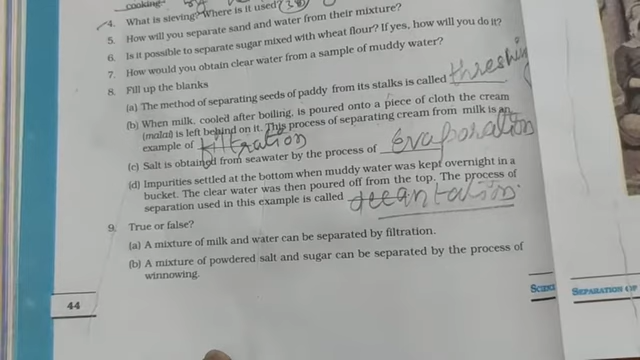 cooking.
4. What is sieving? Where is it used?
5. How will you separate sand and water from their mixture?
6. Is it possible to separate sugar mixed with wheat flour? If yes, how will you do it?
7. How would you obtain clear water from a sample of muddy water?
8. Fill up the blanks
(a) The method of separating seeds of paddy from its stalks is called threshing
(b) When milk, cooled after boiling, is poured onto a piece of cloth the cream
(malai) is left behind on it. This process of separating cream from milk is an
example of filtration
(c) Salt is obtained from seawater by the process of evaporation
(d) Impurities settled at the bottom when muddy water was kept overnight in a
bucket. The clear water was then poured off from the top. The process of
separation used in this example is called decantation.
9. True or false?
(a) A mixture of milk and water can be separated by filtration.
(b) A mixture of powdered salt and sugar can be separated by the process of
winnowing.
44
SEPARATION OF